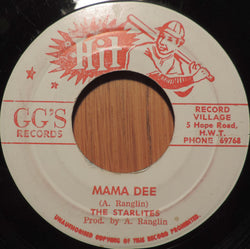 Hit
GG'S
RECORDS
RECORD
VILLAGE
5 Hope Road,
H.W.T.
PHONE 69768
MAMA DEE
(A. Ranglin)
THE STARLITES
Prod. by A. Ranglin
UNAUTHORISED COPYING OF THIS RECORD PROHIBITED.